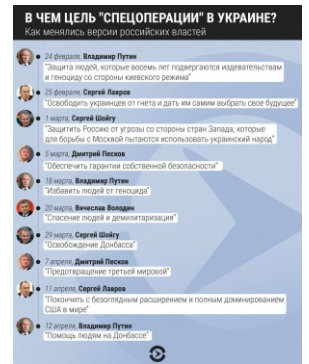 В ЧЕМ ЦЕЛЬ "СПЕЦОПЕРАЦИИ" В УКРАИНЕ?
Как менялись версии российских властей
24 февраля, Владимир Путин
"Защита людей, которые восемь лет подвергаются издевательствам
и геноциду со стороны киевского режима"
25 февраля, Сергей Лавров
"Освободить украинцев от гнета и дать им самим выбрать свое будущее"
1 марта, Сергей Шойгу
"Защитить Россию от угрозы со стороны стран Запада, которые
для борьбы с Москвой пытаются использовать украинский народ"
5 марта, Дмитрий Песков
"Обеспечить гарантии собственной безопасности"
18 марта, Владимир Путин
"Избавить людей от геноцида"
20 марта, Вячеслав Володин
"Спасение людей и демилитаризация"
29 марта, Сергей Шойгу
"Освобождение Донбасса"
7 апреля, Дмитрий Песков
"Предотвращение третьей мировой"
11 апреля, Сергей Лавров
"Покончить с безоглядным расширением и полным доминированием
США в мире"
12 апреля, Владимир Путин
"Помощь людям на Донбассе"